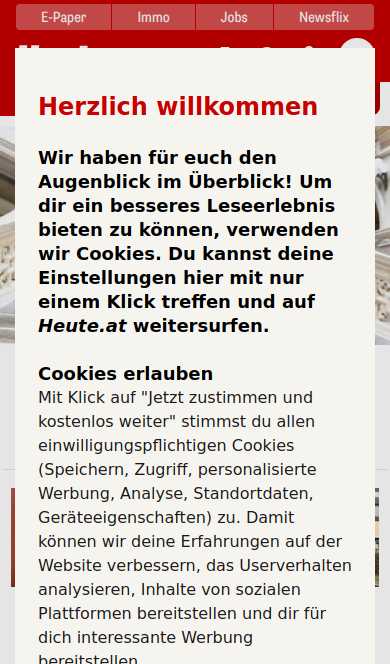 E-Paper
Immo
Jobs
Newsflix
Herzlich willkommen
Wir haben für euch den
Augenblick im Überblick! Um
dir ein besseres Leseerlebnis
bieten zu können, verwenden
wir Cookies. Du kannst deine
Einstellungen hier mit nur
einem Klick treffen und auf
Heute.at weitersurfen.
Cookies erlauben
Mit Klick auf "Jetzt zustimmen und
kostenlos weiter" stimmst du allen
einwilligungspflichtigen Cookies
(Speichern, Zugriff, personalisierte
Werbung, Analyse, Standortdaten,
Geräteeigenschaften) zu. Damit
können wir deine Erfahrungen auf der
Website verbessern, das Userverhalten
analysieren, Inhalte von sozialen
Plattformen bereitstellen und dir für
dich interessante Werbung
bereitstellen